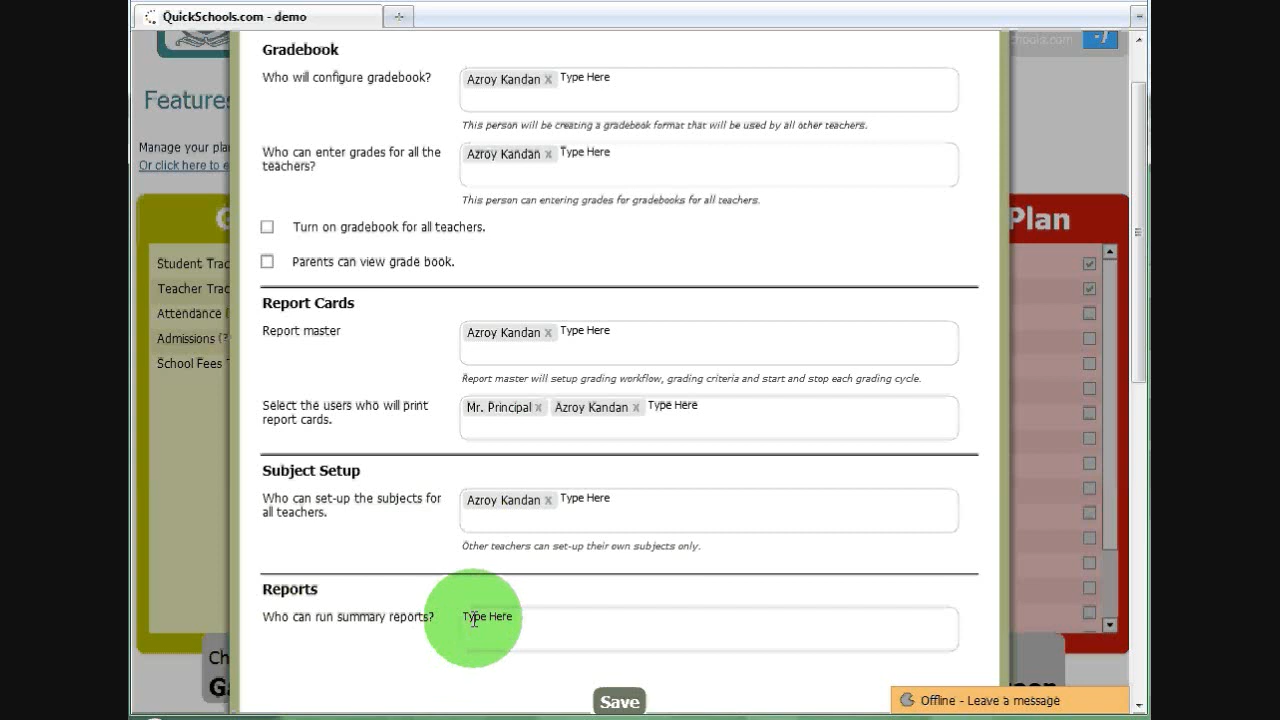 QuickSchools.com - demo
Gradebook
Who will configure gradebook?
Azroy Kandan x Type Here
This person will be creating a gradebook format that will be used by all other teachers.
Who can enter grades for all the
teachers?
Azroy Kandan x Type Here
This person can entering grades for gradebooks for all teachers.
Turn on gradebook for all teachers.
Parents can view grade book.
Report Cards
Report master
Azroy Kandan x Type Here
Report master will setup grading workflow, grading criteria and start and stop each grading cycle.
Select the users who will print
report cards.
Mr. Principal x Azroy Kandan x Type Here
Subject Setup
Who can set-up the subjects for
all teachers.
Azroy Kandan x Type Here
Other teachers can set-up their own subjects only.
Reports
Who can run summary reports?
Type Here
Save
Features
Manage your
Or click here to
Plan
Student
Teacher
Attendance
Admissions
School Fees
Offline - Leave a message